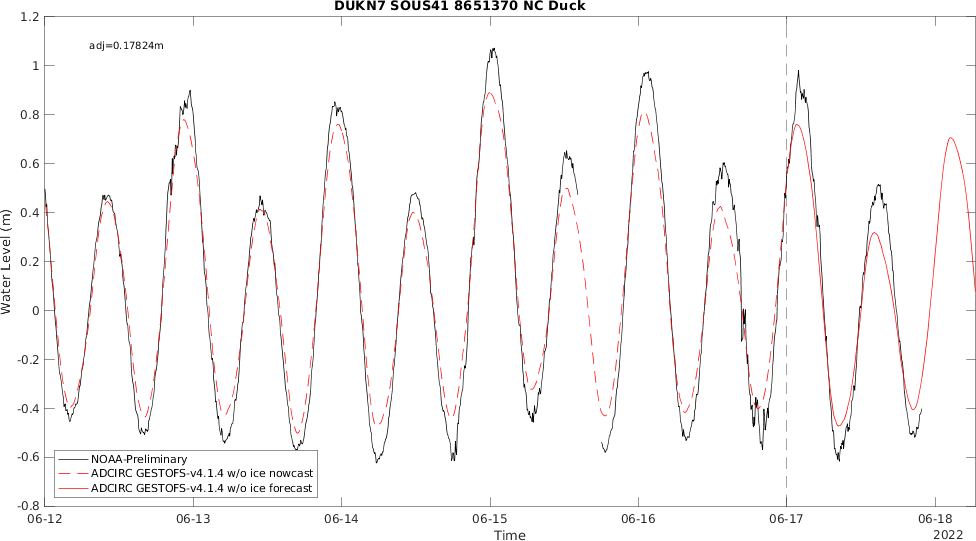 DUKN7 SOUS41 8651370 NC Duck
1.2
adj=0.17824m
1
0.8
0.6
0.4
0.2
0
-0.2
-0.4
-0.6
-0.8
Water Level (m)
NOAA-Preliminary
ADCIRC GESTOFS-v4.1.4 w/o ice nowcast
ADCIRC GESTOFS-v4.1.4 w/o ice forecast
06-12 06-13 06-14 06-15 06-16 06-17 06-18
Time
2022